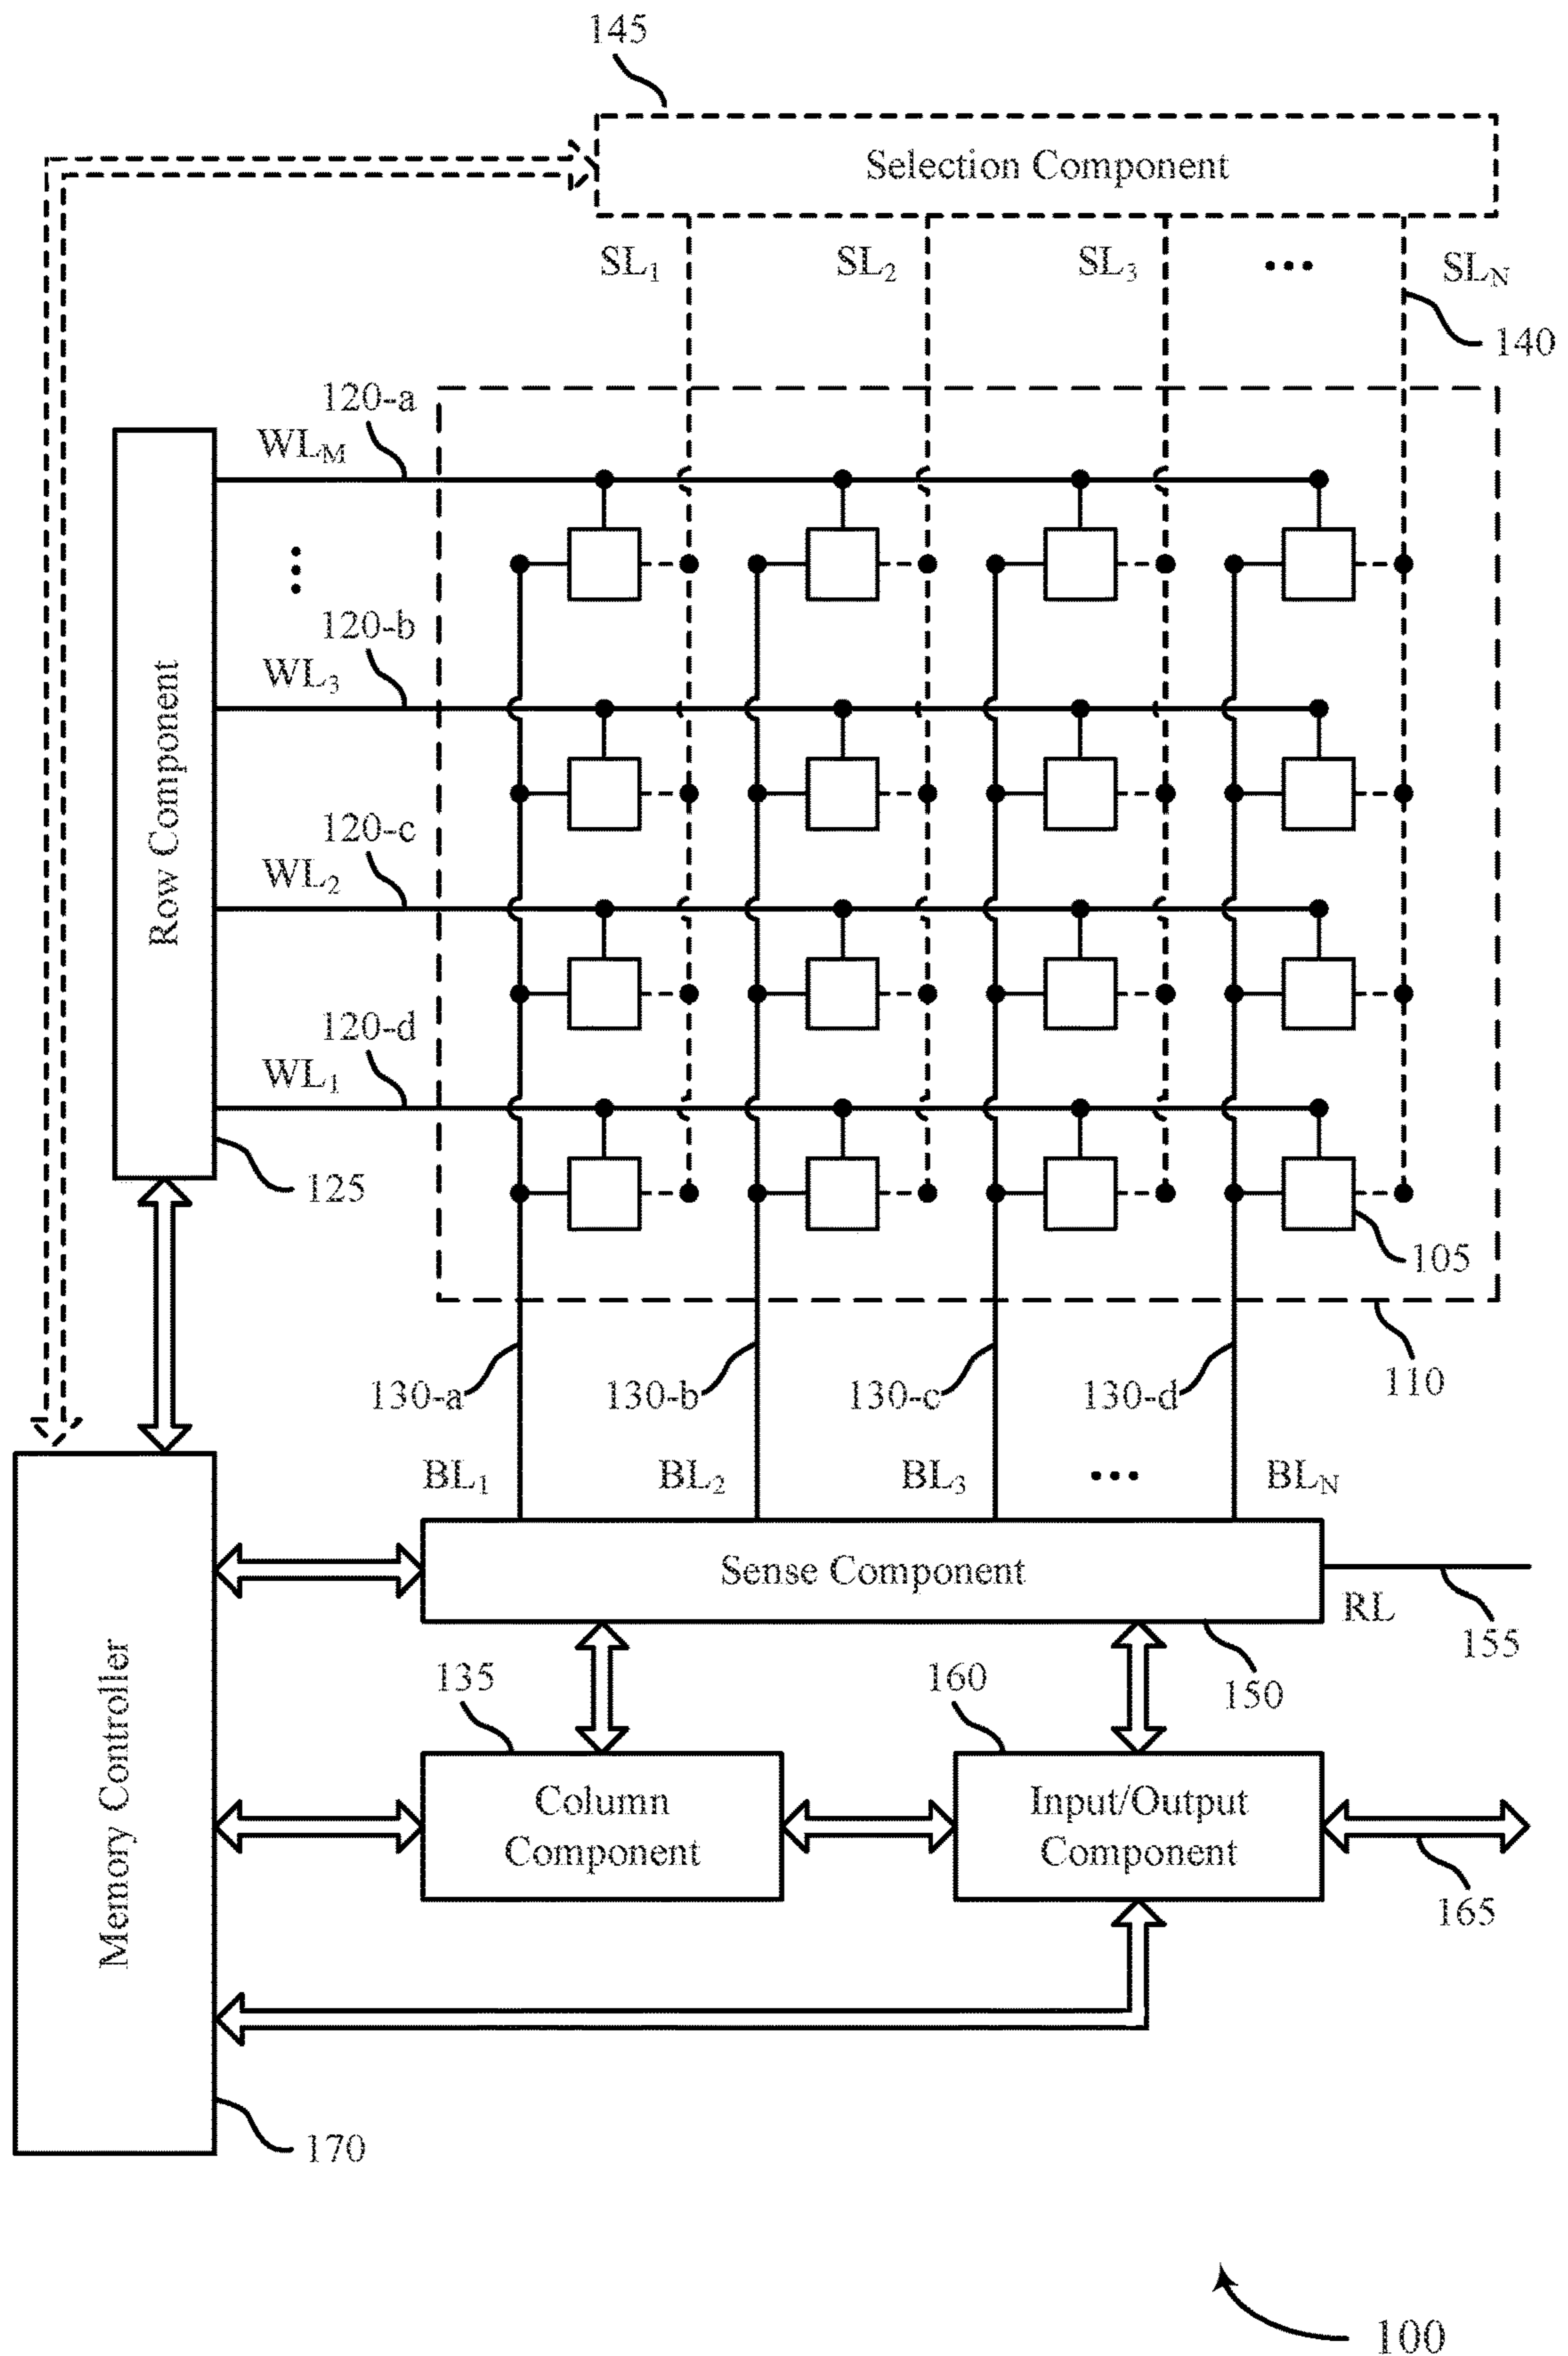 145
Selection Component
SL1 SL2 SL3 ••• SLN
140
120-a
WLM
120-b
WL3
120-c
WL2
120-d
WL1
Row Component
125
105
110
130-a 130-b 130-c 130-d
BL1 BL2 BL3 ••• BLN
Sense Component
RL
155
150
135
160
Column
Component
Input/Output
Component
165
Memory Controller
170
100